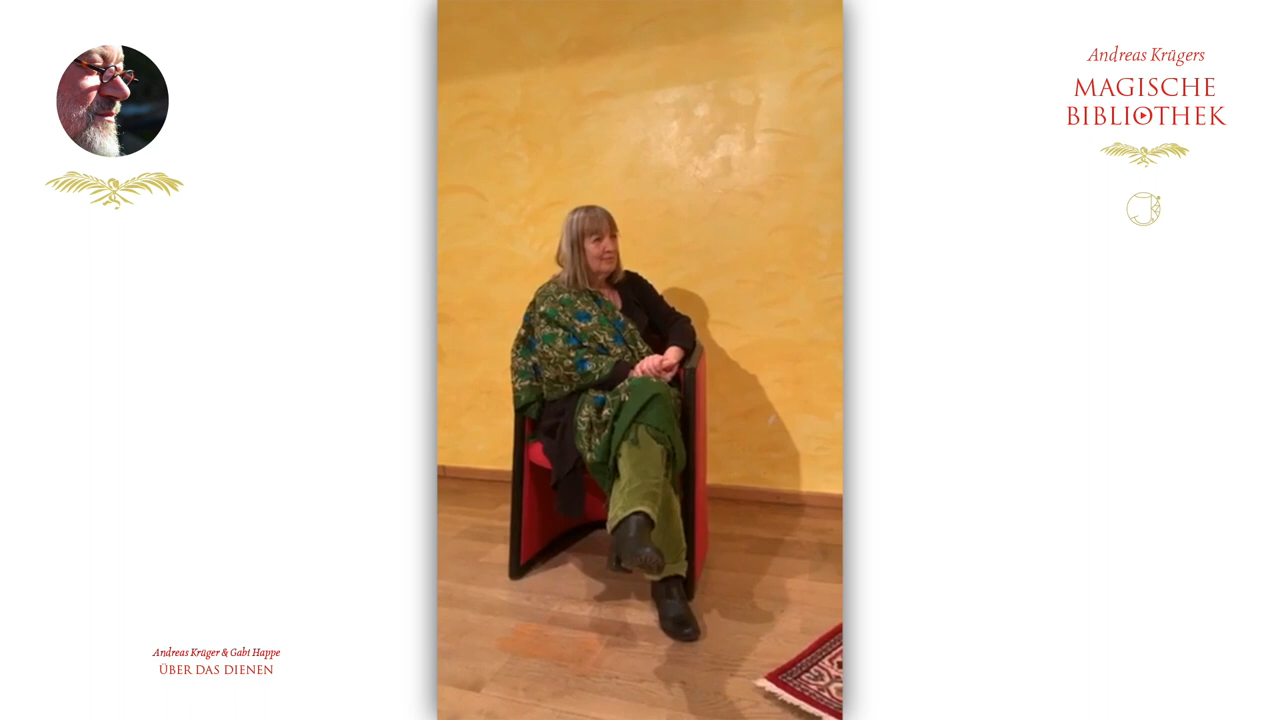 Andreas Krügers
MAGISCHE
BIBLIOTHEK
Andreas Krüger & Gabi Happe
ÜBER DAS DIENEN